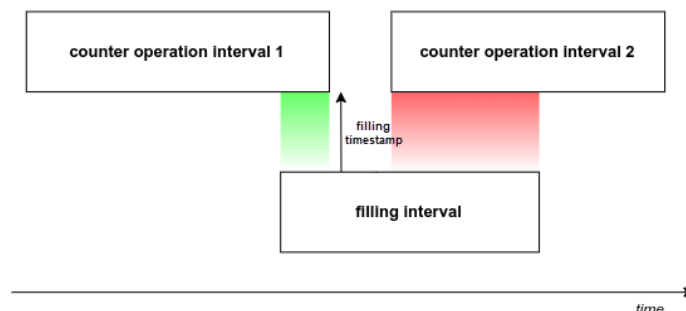 counter operation interval 1
counter operation interval 2
filling
timestamp
filling interval
time